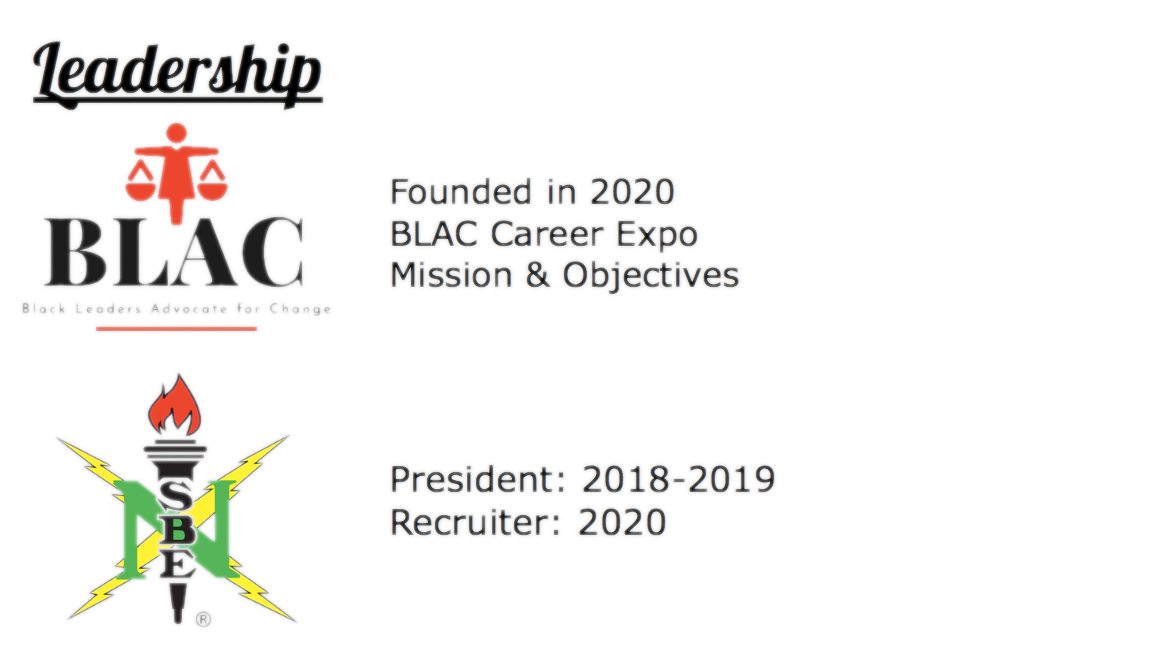 Leadership
BLAC
Black Leaders Advocate for Change
Founded in 2020
BLAC Career Expo
Mission & Objectives
NSBE
®
President: 2018-2019
Recruiter: 2020